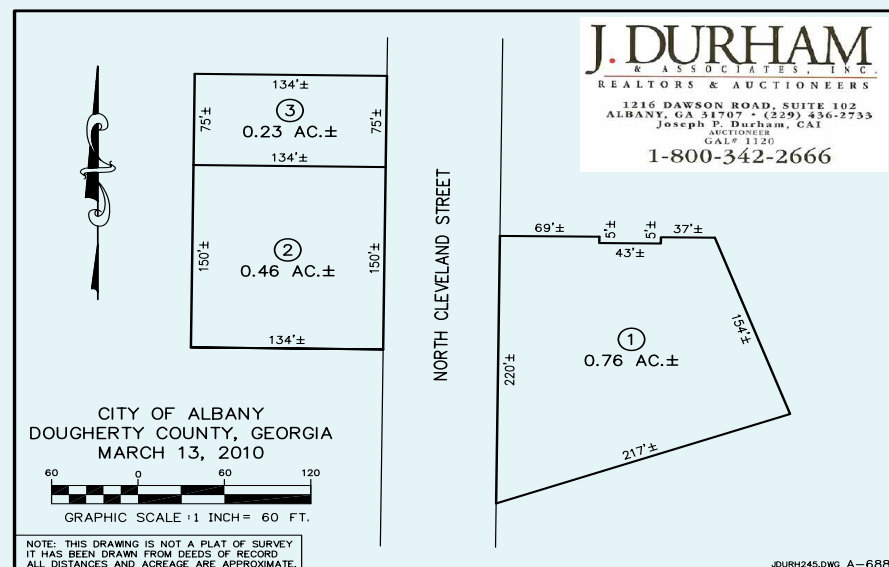 J. DURHAM
& ASSOCIATES, INC.
REALTORS & AUCTIONEERS
1216 DAWSON ROAD, SUITE 102
ALBANY, GA 31707 • (229) 436-2733
Joseph P. Durham, CAI
AUCTIONEER
GAL# 1120
1-800-342-2666
134'±
75'±
3
0.23 AC.±
75'±
134'±
150'±
2
0.46 AC.±
150'±
134'±
NORTH CLEVELAND STREET
69'±
5'±
5'±
37'±
43'±
220'±
1
0.76 AC.±
154'±
217'±
CITY OF ALBANY
DOUGHERTY COUNTY, GEORGIA
MARCH 13, 2010
60 0 60 120
GRAPHIC SCALE : 1 INCH = 60 FT.
NOTE: THIS DRAWING IS NOT A PLAT OF SURVEY
IT HAS BEEN DRAWN FROM DEEDS OF RECORD
ALL DISTANCES AND ACREAGE ARE APPROXIMATE.
JDURH245.DWG A-688